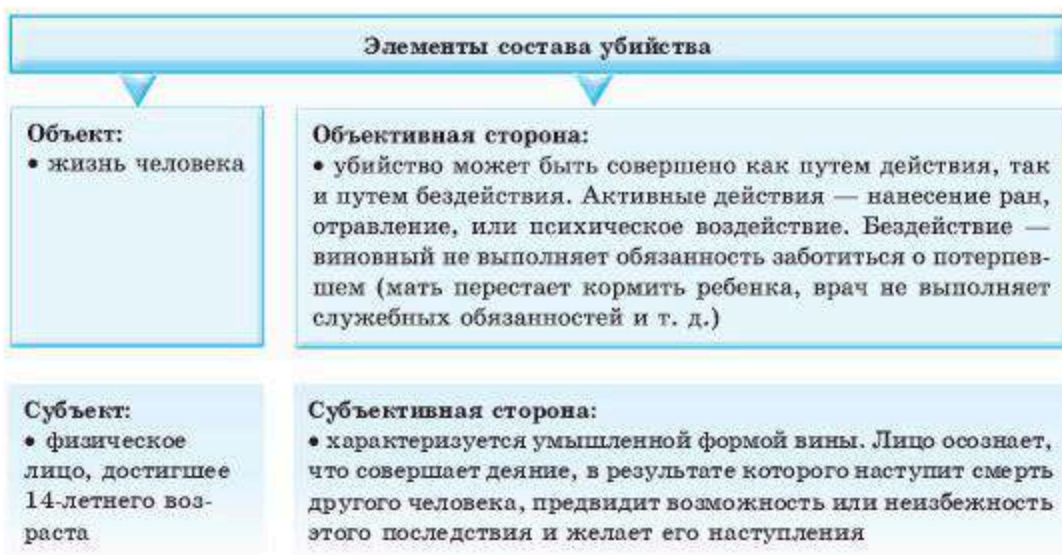 Элементы состава убийства
Объект:
• жизнь человека
Объективная сторона:
• убийство может быть совершено как путем действия, так
и путем бездействия. Активные действия — нанесение ран,
отравление, или психическое воздействие. Бездействие —
виновный не выполняет обязанность заботиться о потерпев-
шем (мать перестает кормить ребенка, врач не выполняет
служебных обязанностей и т. д.)
Субъект:
• физическое
лицо, достигшее
14-летнего воз-
раста
Субъективная сторона:
• характеризуется умышленной формой вины. Лицо осознает,
что совершает деяние, в результате которого наступит смерть
другого человека, предвидит возможность или неизбежность
этого последствия и желает его наступления